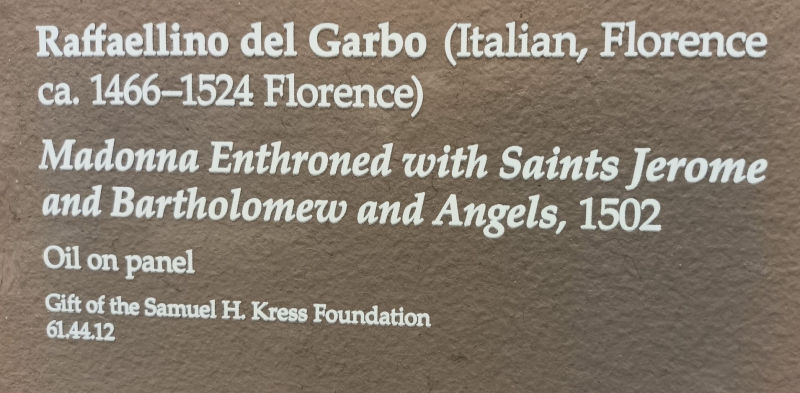 Raffaellino del Garbo (Italian, Florence
ca. 1466–1524 Florence)
Madonna Enthroned with Saints Jerome
and Bartholomew and Angels, 1502
Oil on panel
Gift of the Samuel H. Kress Foundation
61.44.12